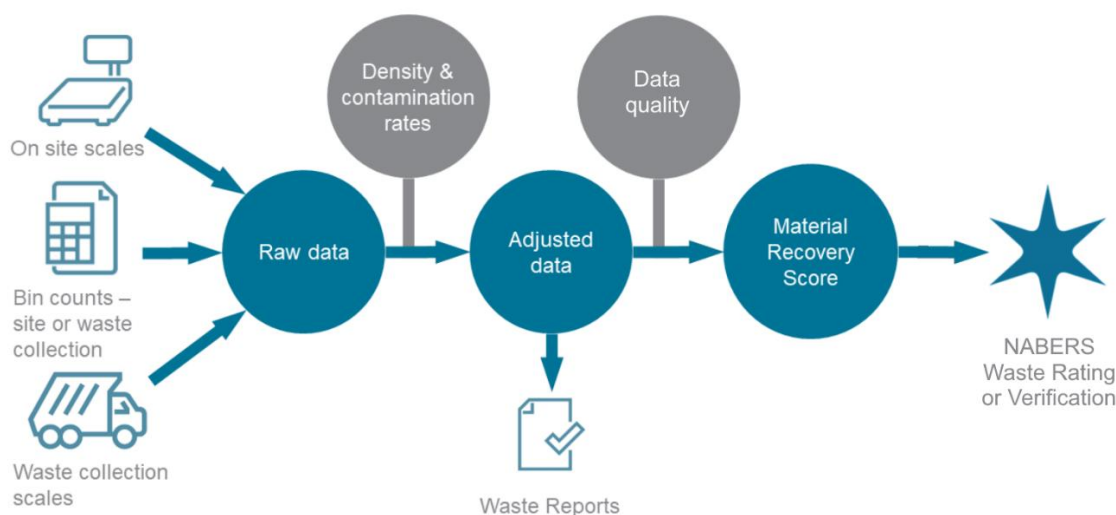 On site scales
Bin counts –
site or waste
collection
Waste collection
scales
Raw data
Density &
contamination
rates
Adjusted
data
Waste Reports
Data
quality
Material
Recovery
Score
NABERS
Waste Rating
or Verification